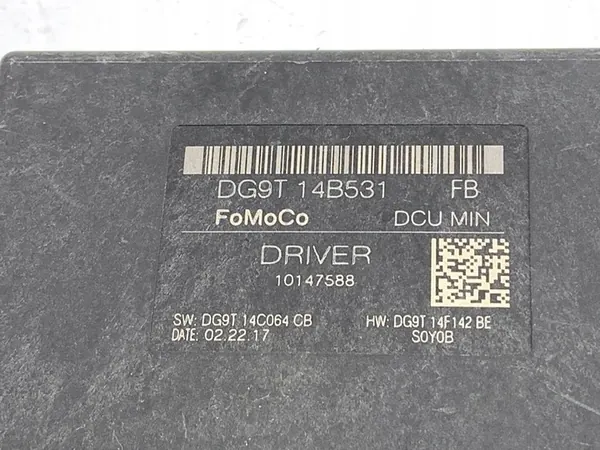 DG9T 14B531 FB
FoMoCo DCU MIN
DRIVER
10147588
SW: DG9T 14C064 CB HW: DG9T 14F142 BE
DATE: 02.22.17 S0Y0B